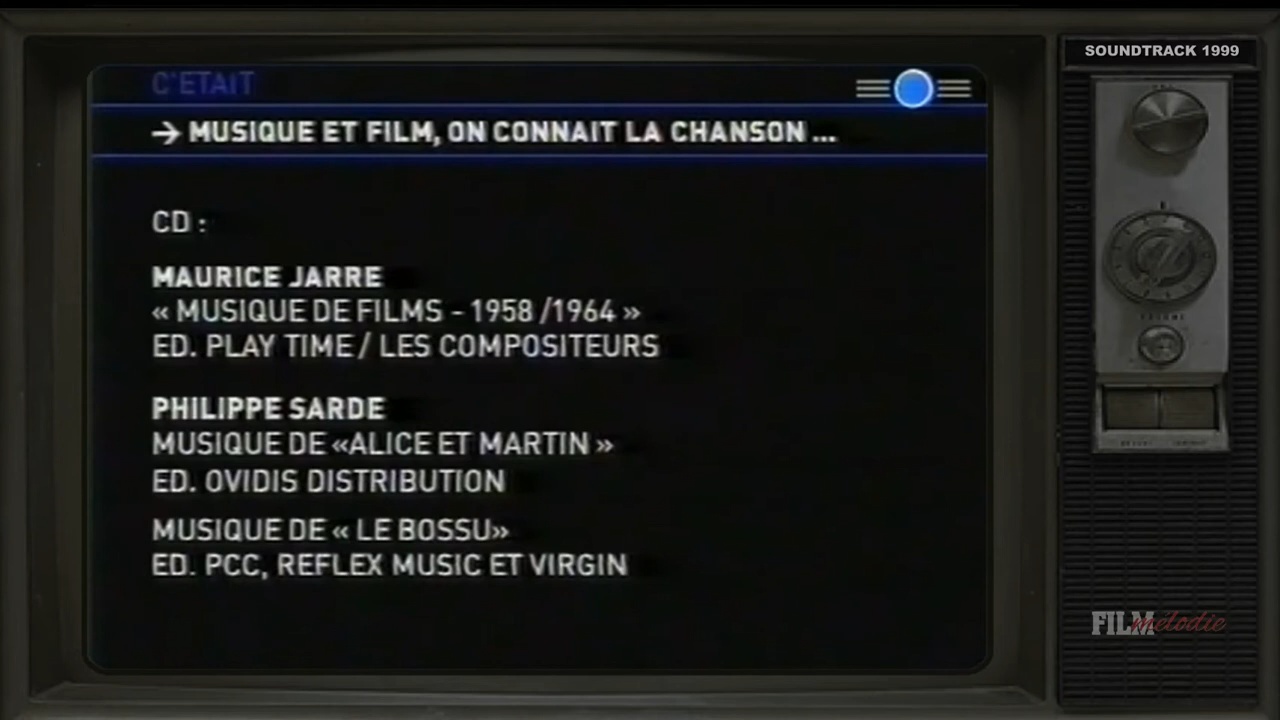 SOUNDTRACK 1999
C'ETAIT
→ MUSIQUE ET FILM, ON CONNAIT LA CHANSON ...
CD :
MAURICE JARRE
« MUSIQUE DE FILMS - 1958 /1964 »
ED. PLAY TIME / LES COMPOSITEURS
PHILIPPE SARDE
MUSIQUE DE «ALICE ET MARTIN »
ED. OVIDIS DISTRIBUTION
MUSIQUE DE « LE BOSSU»
ED. PCC, REFLEX MUSIC ET VIRGIN
FILMmélodie